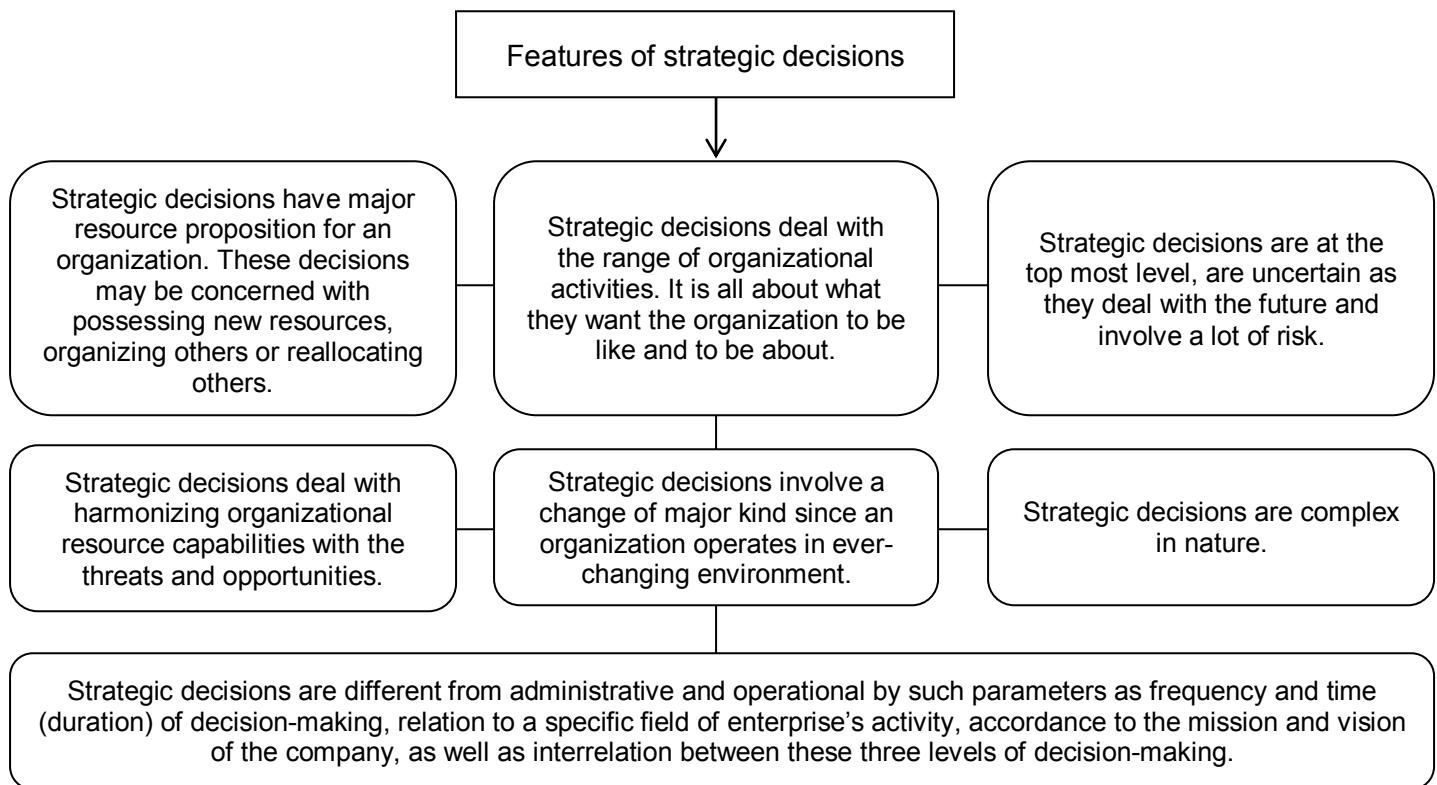 Features of strategic decisions
Strategic decisions have major
resource proposition for an
organization. These decisions
may be concerned with
possessing new resources,
organizing others or reallocating
others.
Strategic decisions deal with
the range of organizational
activities. It is all about what
they want the organization to be
like and to be about.
Strategic decisions are at the
top most level, are uncertain as
they deal with the future and
involve a lot of risk.
Strategic decisions deal with
harmonizing organizational
resource capabilities with the
threats and opportunities.
Strategic decisions involve a
change of major kind since an
organization operates in ever-
changing environment.
Strategic decisions are complex
in nature.
Strategic decisions are different from administrative and operational by such parameters as frequency and time
(duration) of decision-making, relation to a specific field of enterprise’s activity, accordance to the mission and vision
of the company, as well as interrelation between these three levels of decision-making.